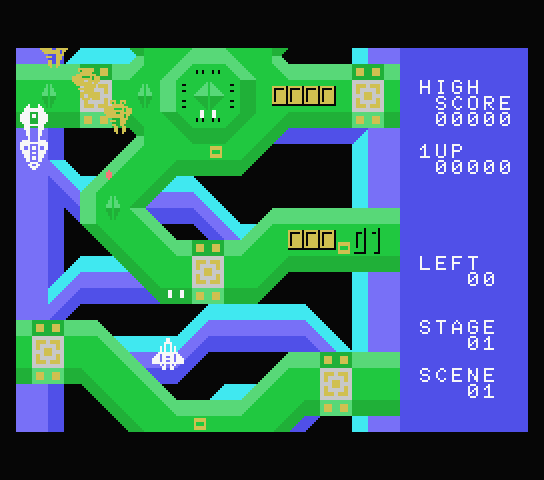 HIGH
SCORE
00000
1UP
00000
LEFT
00
STAGE
01
SCENE
01